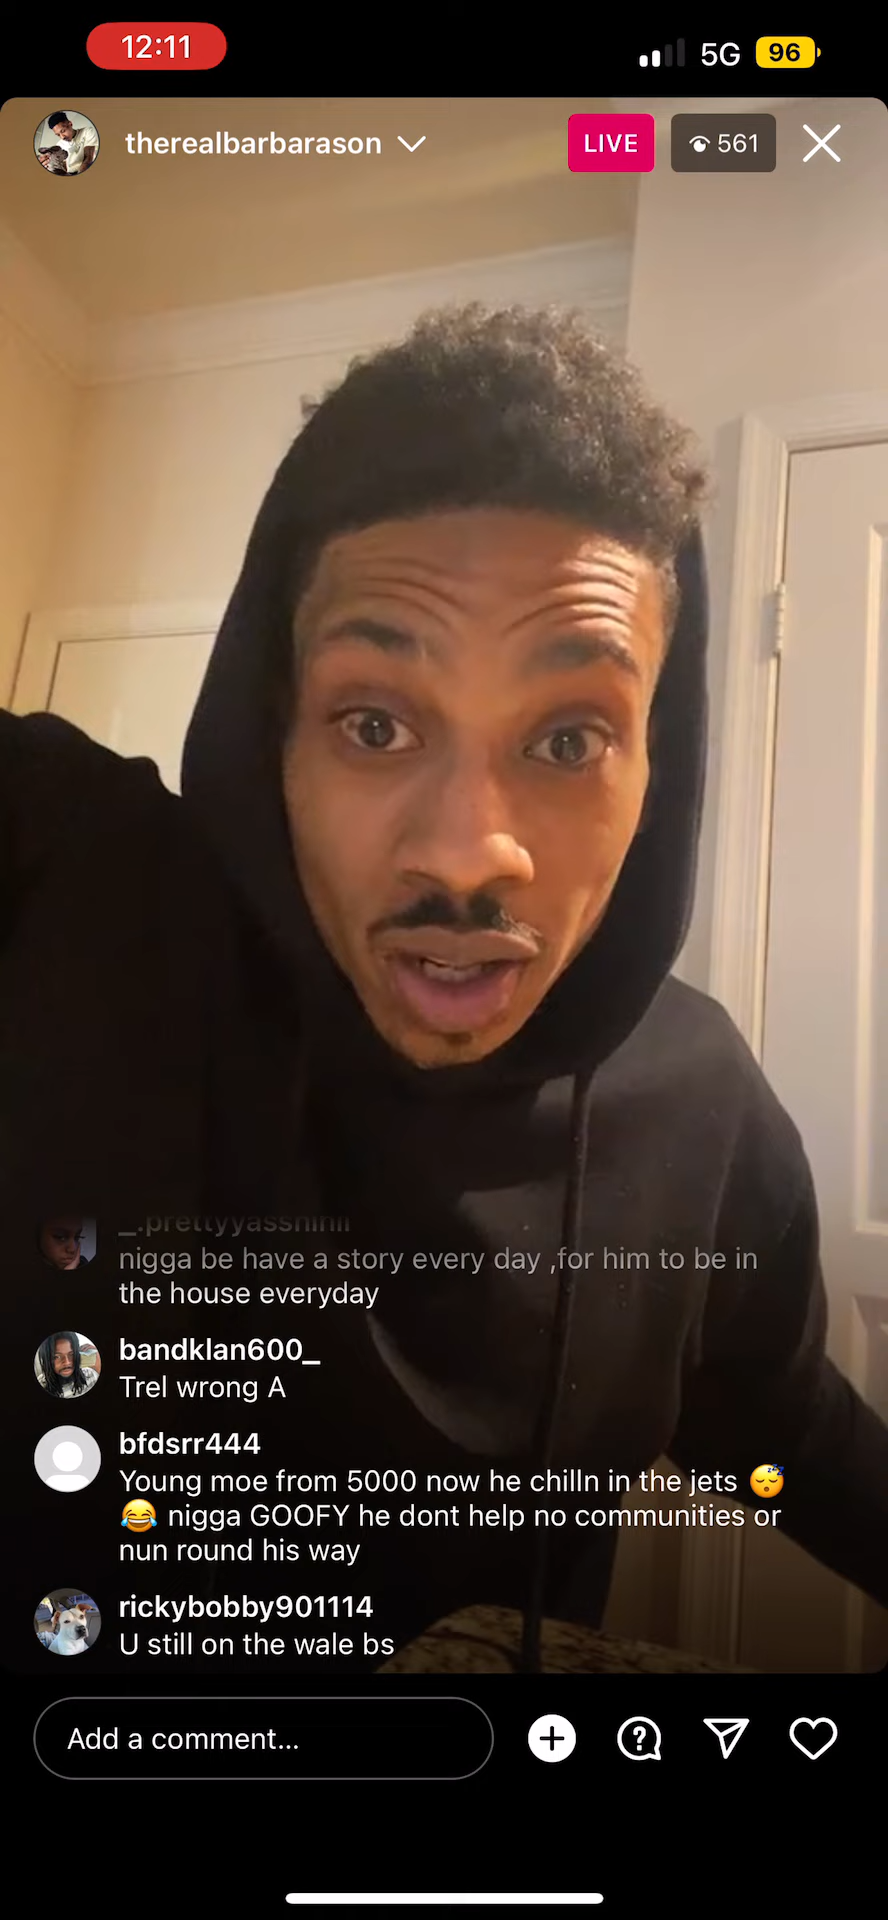 12:11
5G
96
therealbarbarason
LIVE
561
nigga be have a story every day ,for him to be in
the house everyday
bandklan600_
Trel wrong A
bfdsrr444
Young moe from 5000 now he chilln in the jets 😴
😂 nigga GOOFY he dont help no communities or
nun round his way
rickybobby901114
U still on the wale bs
Add a comment...